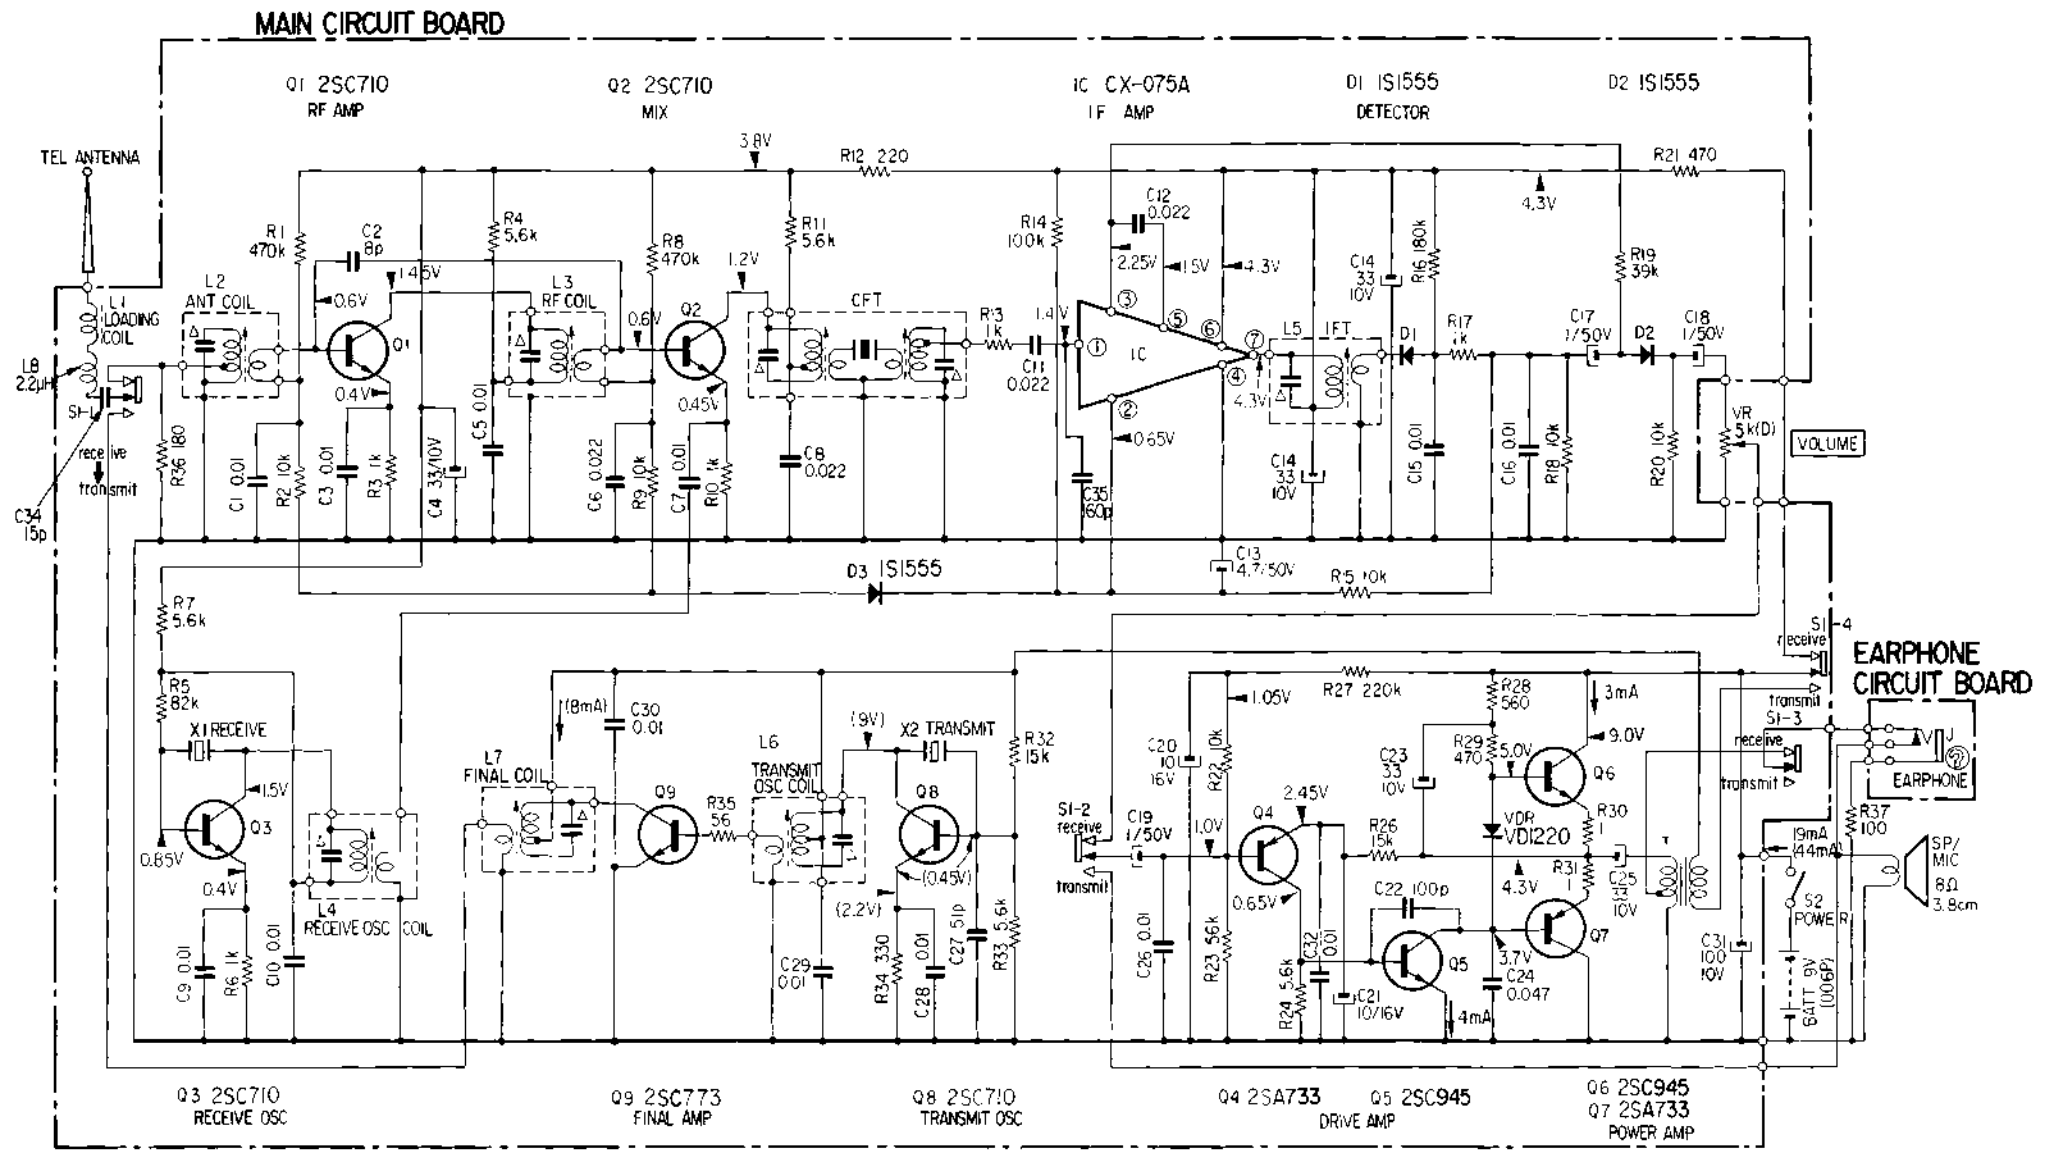 MAIN CIRCUIT BOARD
Q1 2SC710
RF AMP
Q2 2SC710
MIX
IC CX-075A
IF AMP
D1 1S1555
DETECTOR
D2 1S1555
TEL ANTENNA
3.8V
R12 220
R21 470
4.3V
R1
470k
C2
8p
1.45V
R4
5.6k
R8
470k
1.2V
R11
5.6k
R14
100k
C12
0.022
2.25V
1.5V
4.3V
C14
33
10V
R16 180k
R19
39k
L1
LOADING
COIL
L2
ANT COIL
0.6V
L3
RF COIL
0.6V
Q2
CFT
R13
1k
1.4V
③
⑤
⑥
⑦
①
IC
④
②
L5
IFT
D1
R17
1k
C17
1/50V
D2
C18
1/50V
Q1
L8
2.2μH
S1-1
0.4V
0.45V
C11
0.022
4.3V
0.65V
VR
5k(D)
VOLUME
receive
transmit
C34
15p
R36 180
C1 0.01
R2 10k
C3 0.01
R3 1k
C4 33/10V
C5 0.01
C6 0.022
R9 10k
C7 0.01
R10 1k
C8
0.022
C35
60p
C14
33
10V
C15 0.01
C16 0.01
R18 10k
R20 10k
D3 1S1555
C13
4.7/50V
R15 10k
R7
5.6k
S1-4
receive
transmit
EARPHONE
CIRCUIT BOARD
R5
82k
X1 RECEIVE
(8mA)
C30
0.01
(9V)
X2 TRANSMIT
R32
15k
1.05V
R27 220k
R28
560
3mA
S1-3
receive
transmit
J
EARPHONE
L7
FINAL COIL
L6
TRANSMIT
OSC COIL
C20
10
16V
R22 10k
C23
33
10V
R29
470
5.0V
9.0V
Q6
1.5V
Q3
0.85V
0.4V
Q9
R35
56
Q8
(0.45V)
(2.2V)
S1-2
receive
transmit
C19
1/50V
1.0V
Q4
2.45V
R26
15k
VDR
VD1220
R30
1
4.3V
R31
1
T
19mA
(44mA)
R37
100
SP/
MIC
8Ω
3.8cm
L4
RECEIVE OSC COIL
C9 0.01
R6 1k
C10 0.01
C29
0.01
R34 330
C28 0.01
C27 51p
R33 5.6k
C26 0.01
R23 56k
0.65V
R24 5.6k
C32
0.01
C22 100p
C21
10/16V
Q5
4mA
3.7V
C24
0.047
Q7
C25
33
10V
C31
100
10V
S2
POWER
BATT 9V
(006P)
Q3 2SC710
RECEIVE OSC
Q9 2SC773
FINAL AMP
Q8 2SC710
TRANSMIT OSC
Q4 2SA733
Q5 2SC945
DRIVE AMP
Q6 2SC945
Q7 2SA733
POWER AMP